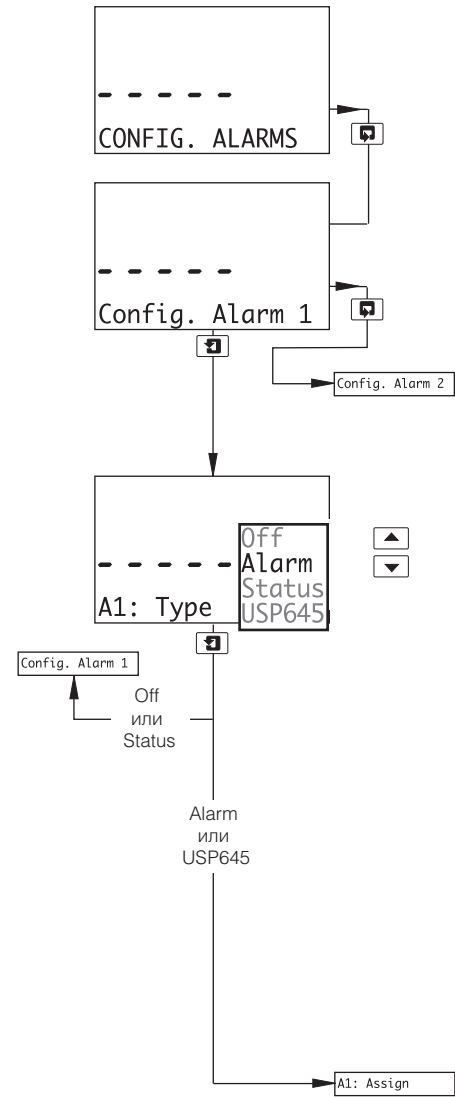 CONFIG. ALARMS
Config. Alarm 1
Config. Alarm 2
Off
Alarm
Status
USP645
A1: Type
Config. Alarm 1
Off
или
Status
Alarm
или
USP645
A1: Assign